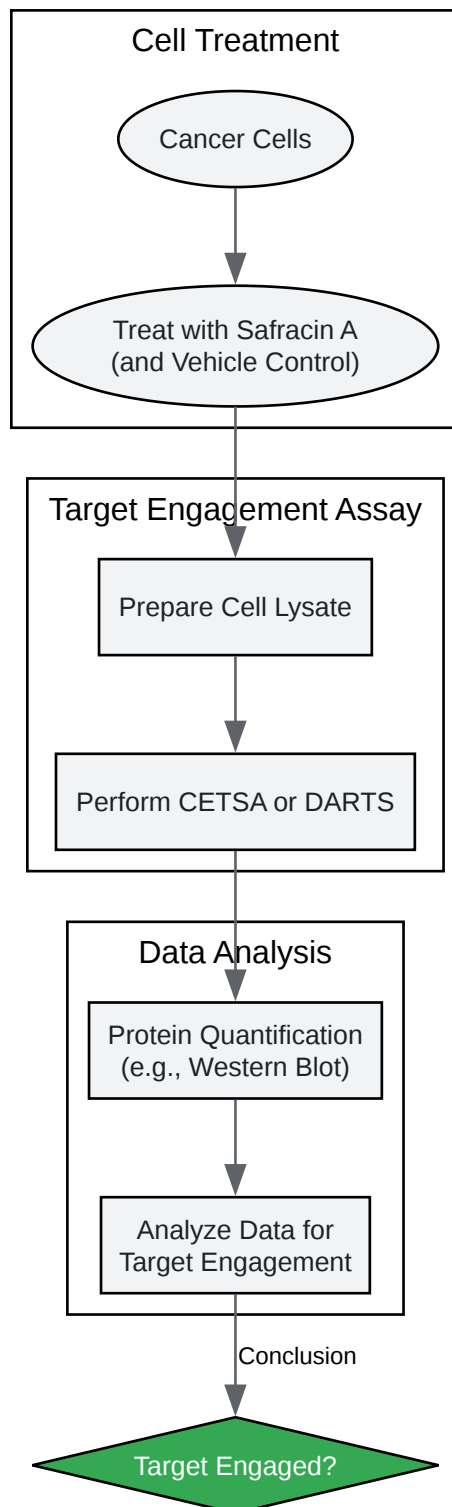 Cell Treatment
Cancer Cells
Treat with Safracin A
(and Vehicle Control)
Target Engagement Assay
Prepare Cell Lysate
Perform CETSA or DARTS
Data Analysis
Protein Quantification
(e.g., Western Blot)
Analyze Data for
Target Engagement
Conclusion
Target Engaged?